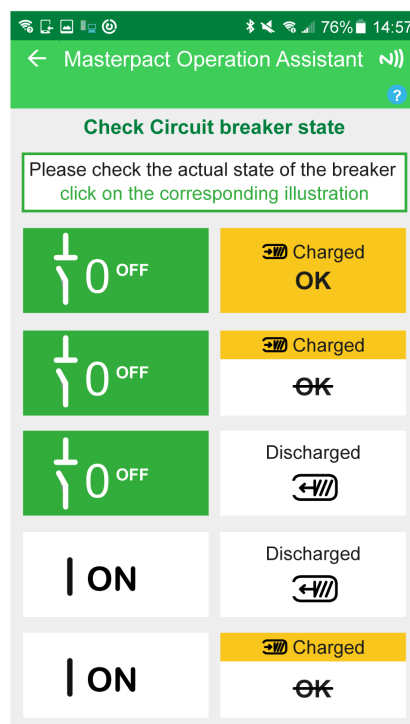 76% 14:57
Masterpact Operation Assistant
?
Check Circuit breaker state
Please check the actual state of the breaker
click on the corresponding illustration
0 OFF
Charged
OK
0 OFF
Charged
OK
0 OFF
Discharged
I ON
Discharged
I ON
Charged
OK